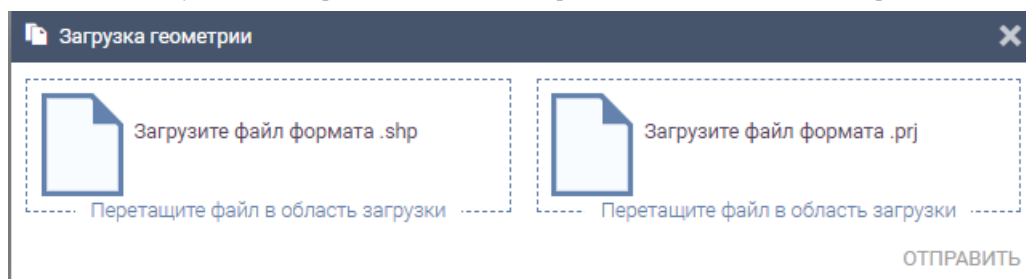 Загрузка геометрии
Загрузите файл формата .shp
Перетащите файл в область загрузки
Загрузите файл формата .prj
Перетащите файл в область загрузки
ОТПРАВИТЬ